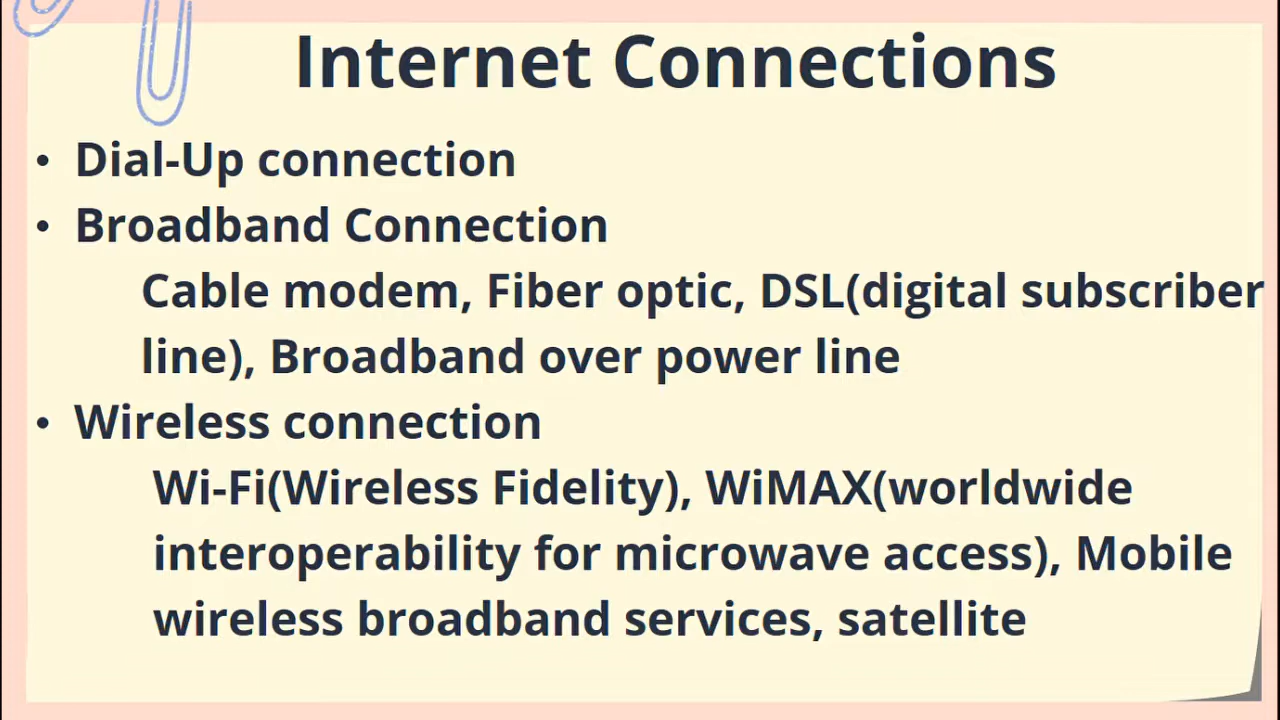 Internet Connections
• Dial-Up connection
• Broadband Connection
Cable modem, Fiber optic, DSL(digital subscriber
line), Broadband over power line
• Wireless connection
Wi-Fi(Wireless Fidelity), WiMAX(worldwide
interoperability for microwave access), Mobile
wireless broadband services, satellite